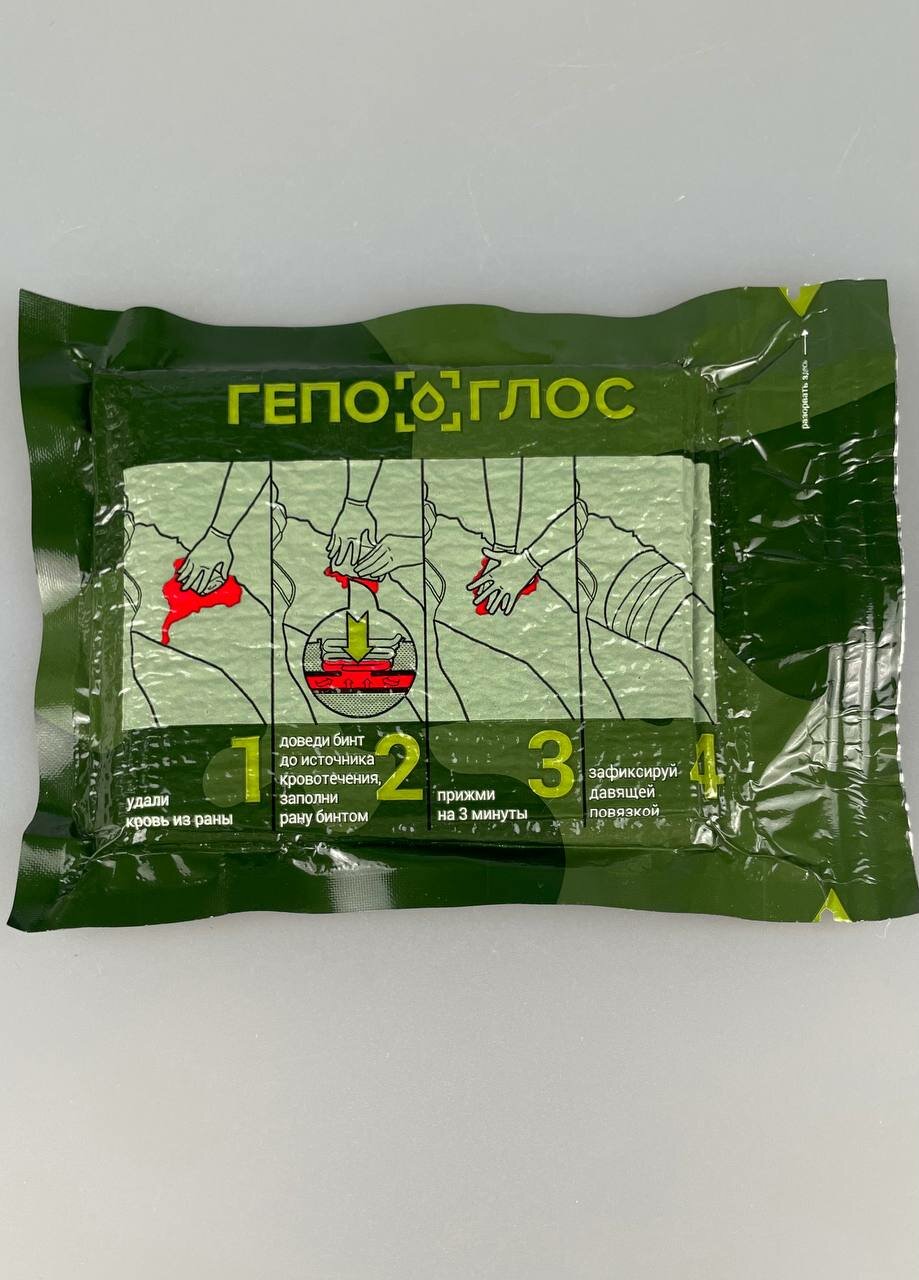 ГЕПО ГЛОС
разорвать здесь
1
удали
кровь из раны
2
доведи бинт
до источника
кровотечения,
заполни
рану бинтом
3
прижми
на 3 минуты
4
зафиксируй
давящей
повязкой